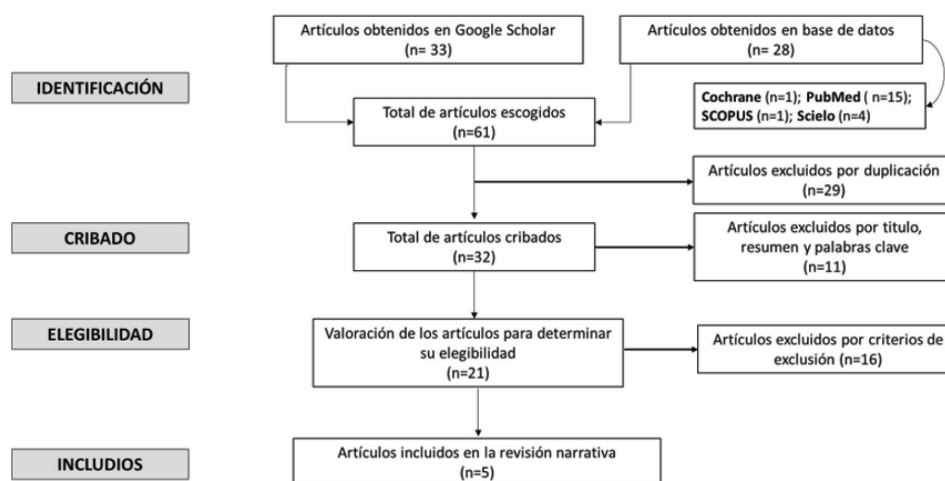 Artículos obtenidos en Google Scholar
(n= 33)
Artículos obtenidos en base de datos
(n= 28)
IDENTIFICACIÓN
Cochrane (n=1); PubMed ( n=15);
SCOPUS (n=1); Scielo (n=4)
Total de artículos escogidos
(n=61)
Artículos excluidos por duplicación
(n=29)
CRIBADO
Total de artículos cribados
(n=32)
Artículos excluidos por titulo,
resumen y palabras clave
(n=11)
ELEGIBILIDAD
Valoración de los artículos para determinar
su elegibilidad
(n=21)
Artículos excluidos por criterios de
exclusión (n=16)
INCLUDIOS
Artículos incluidos en la revisión narrativa
(n=5)